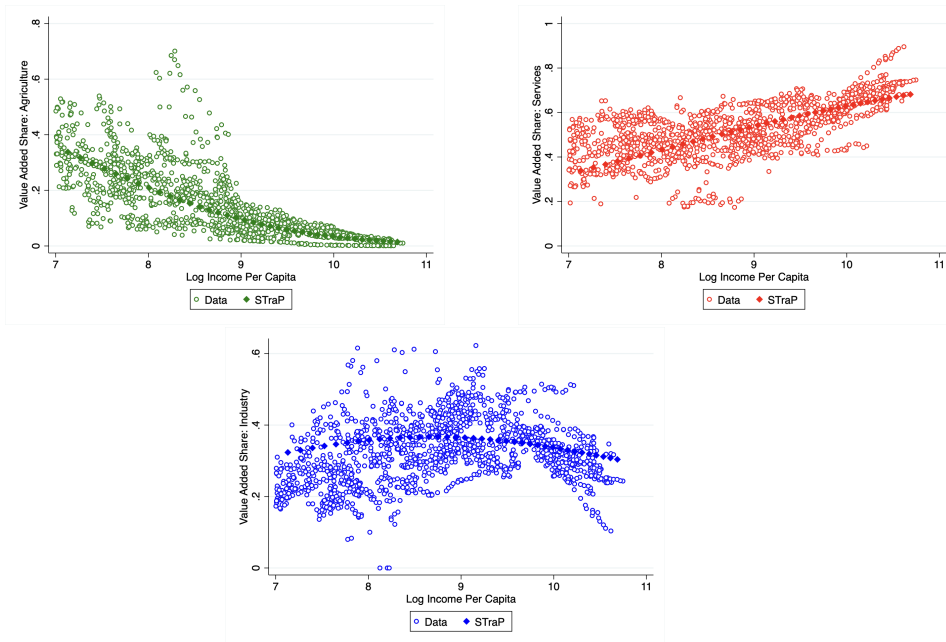 .8
.6
.4
.2
0
Value Added Share: Agriculture
7 8 9 10 11
Log Income Per Capita
Data STraP
1
.8
.6
.4
.2
0
Value Added Share: Services
7 8 9 10 11
Log Income Per Capita
Data STraP
.6
.4
.2
0
Value Added Share: Industry
7 8 9 10 11
Log Income Per Capita
Data STraP